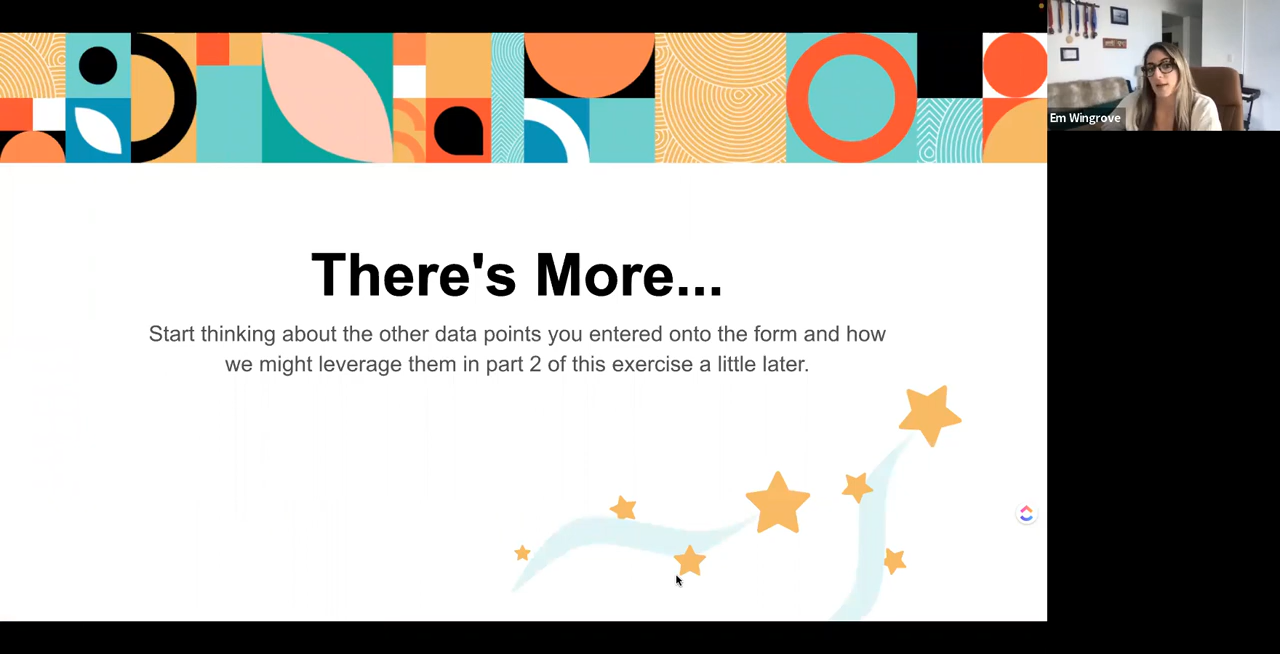 Em Wingrove
There's More...
Start thinking about the other data points you entered onto the form and how
we might leverage them in part 2 of this exercise a little later.